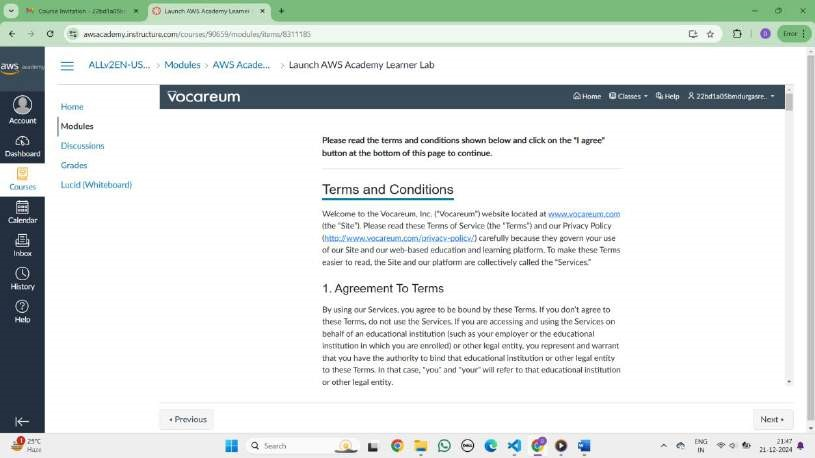 Course Invitation - 22bd1a05b
Launch AWS Academy Learner
awsacademy.instructure.com/courses/90659/modules/items/8311185
D
Error
aws academy
ALLv2EN-US... > Modules > AWS Acade... > Launch AWS Academy Learner Lab
Account
Dashboard
Courses
Calendar
Inbox
History
Help
Home
Modules
Discussions
Grades
Lucid (Whiteboard)
Vocareum
Home Classes Help 22bd1a05bmdurgasre..
Please read the terms and conditions shown below and click on the "I agree"
button at the bottom of this page to continue.
Terms and Conditions
Welcome to the Vocareum, Inc. ("Vocareum") website located at www.vocareum.com
(the "Site"). Please read these Terms of Service (the "Terms") and our Privacy Policy
(http://www.vocareum.com/privacy-policy/) carefully because they govern your use
of our Site and our web-based education and learning platform. To make these Terms
easier to read, the Site and our platform are collectively called the "Services."
1. Agreement To Terms
By using our Services, you agree to be bound by these Terms. If you don't agree to
these Terms, do not use the Services. If you are accessing and using the Services on
behalf of an educational institution (such as your employer or the educational
institution in which you are enrolled) or other legal entity, you represent and warrant
that you have the authority to bind that educational institution or other legal entity
to these Terms. In that case, "you" and "your" will refer to that educational institution
or other legal entity.
Previous
Next
1
25°C
Haze
Search
DELL
ENG
IN
21:47
21-12-2024